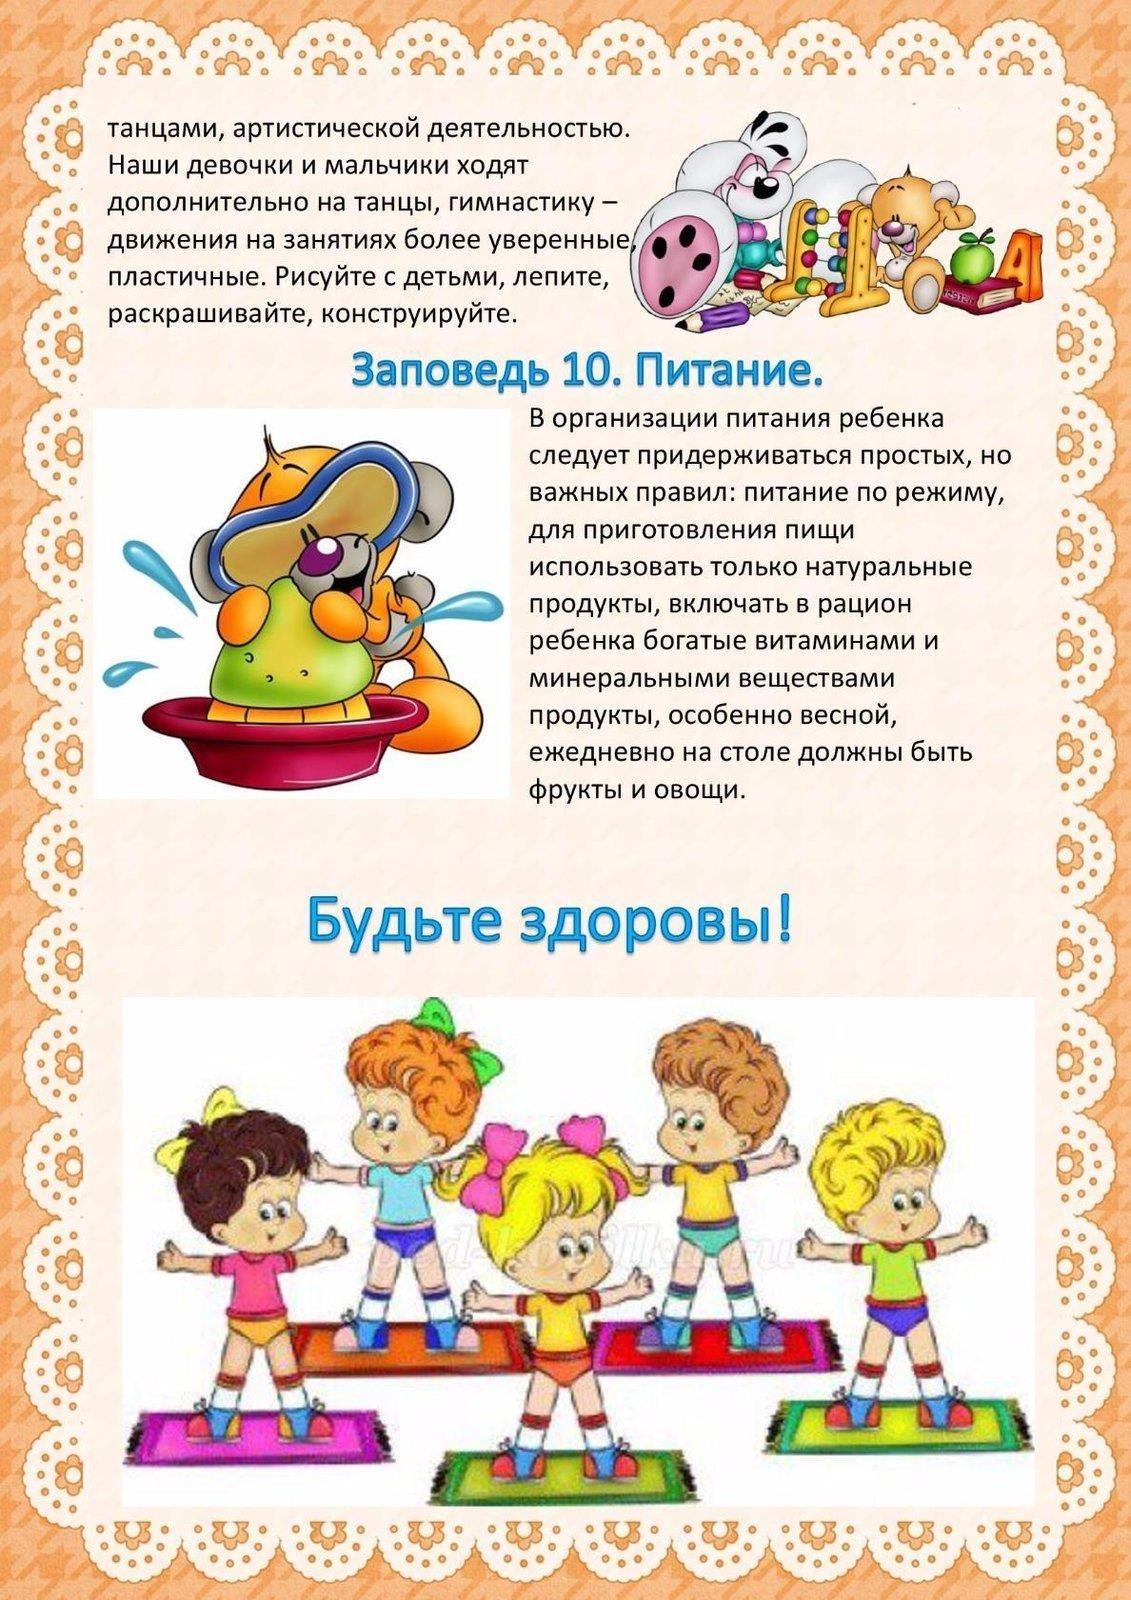 танцами, артистической деятельностью.
Наши девочки и мальчики ходят
дополнительно на танцы, гимнастику –
движения на занятиях более уверенные,
пластичные. Рисуйте с детьми, лепите,
раскрашивайте, конструируйте.
Заповедь 10. Питание.
В организации питания ребенка
следует придерживаться простых, но
важных правил: питание по режиму,
для приготовления пищи
использовать только натуральные
продукты, включать в рацион
ребенка богатые витаминами и
минеральными веществами
продукты, особенно весной,
ежедневно на столе должны быть
фрукты и овощи.
Будьте здоровы!
ped-kopilka.ru